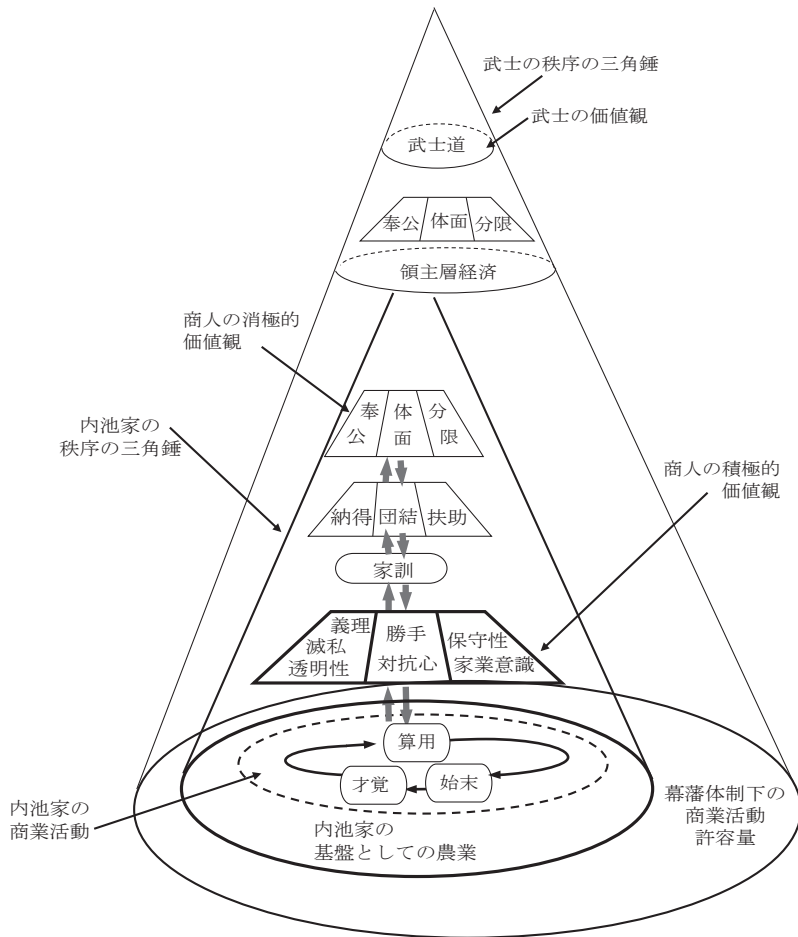 武士の秩序の三角錘
武士の価値観
武士道
奉公 体面 分限
領主層経済
商人の消極的
価値観
奉公 体面 分限
内池家の
秩序の三角錘
商人の積極的
価値観
納得 団結 扶助
家訓
義理
滅私
透明性
勝手
対抗心
保守性
家業意識
算用
才覚
始末
内池家の
商業活動
内池家の
基盤としての農業
幕藩体制下の
商業活動
許容量